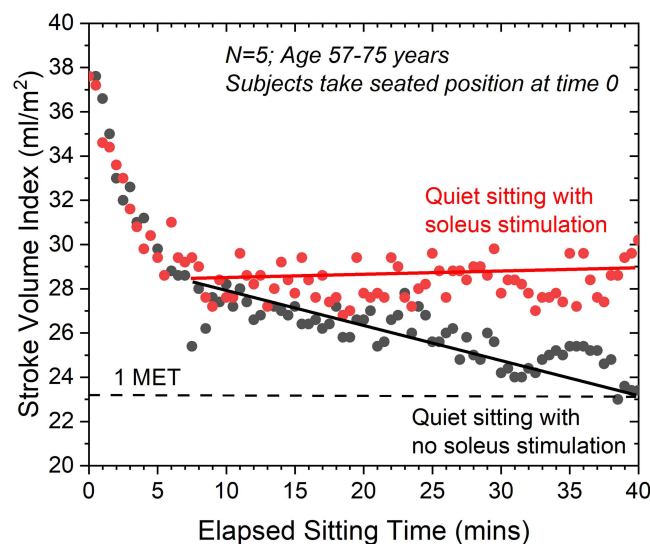 40
38
36
34
32
30
28
26
24
22
20
Stroke Volume Index (ml/m²)
N=5; Age 57-75 years
Subjects take seated position at time 0
Quiet sitting with
soleus stimulation
1 MET
Quiet sitting with
no soleus stimulation
0 5 10 15 20 25 30 35 40
Elapsed Sitting Time (mins)